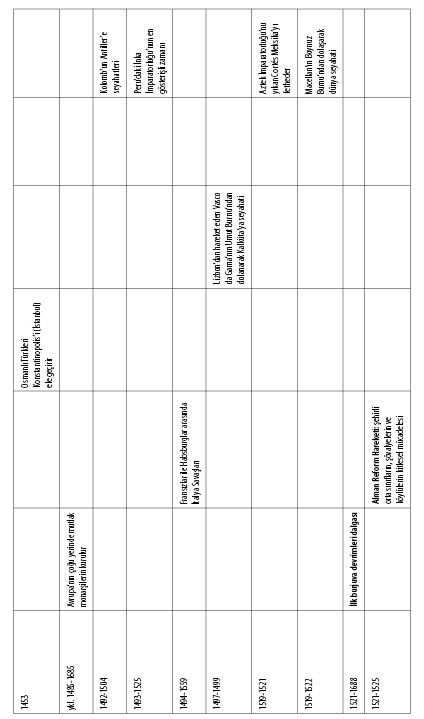 1453
Osmanlı Türkleri
Konstantinopolis'i (İstanbul)
ele geçirir
ykl. 1485-1685
Avrupa'nın çoğu yerinde mutlak
monarşilerin kurulur
1492-1504
Kolomb'un Antiller'e
seyahatleri
1493-1525
Peru'daki İnka
İmparatorluğu'nun en
gösterişli zamanı
1494-1559
Fransızlar ile Habsburglar arasında
İtalya Savaşları
1497-1499
Lizbon'dan hareket eden Vasco
da Gama'nın Umut Burnu'ndan
dolanarak Kalküta'ya seyahati
1519-1521
Aztek İmparatorluğu'nu
yıkan Cortés Meksika'yı
fetheder
1519-1522
Macellan'ın Boynuz
Burnu'ndan dolaşarak
dünya seyahati
1521-1688
İlk burjuva devrimleri dalgası
1521-1525
Alman Reform Hareketi: şehirli
orta sınıfların, şövalyelerin ve
köylülerin kitlesel mücadelesi